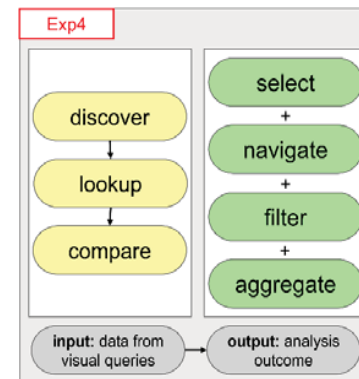 Exp4
discover
lookup
compare
select
+
navigate
+
filter
+
aggregate
input: data from
visual queries
output: analysis
outcome